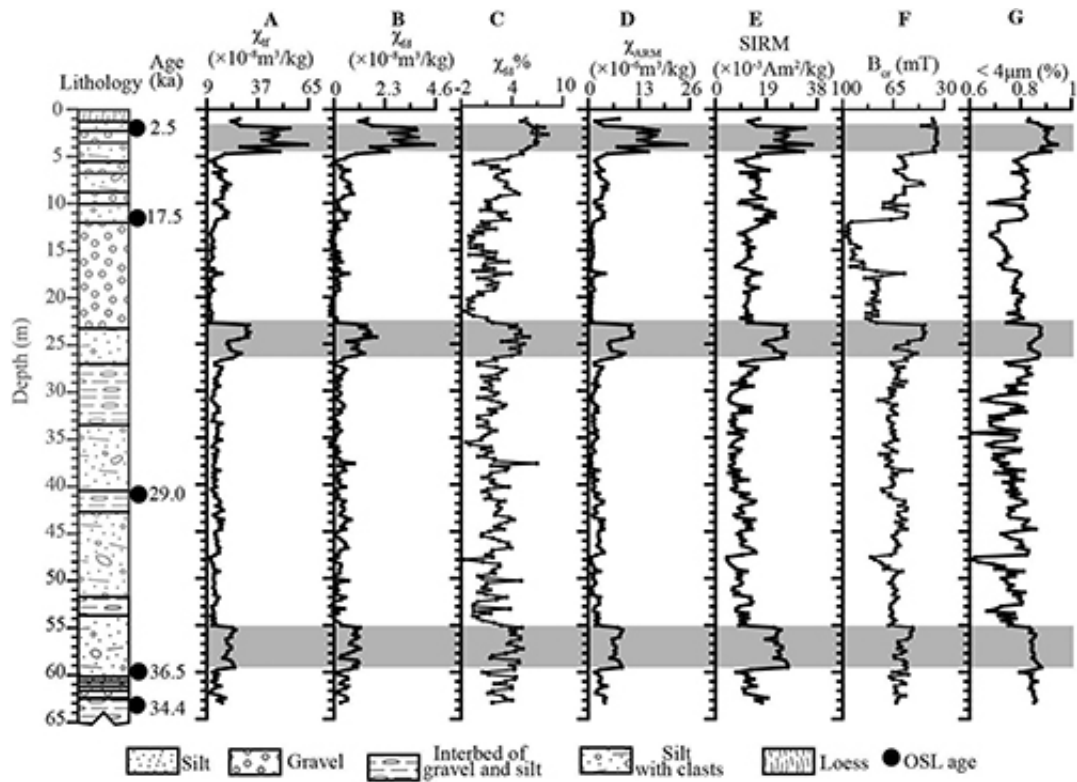 A B C D E F G
χlf χfd χARM SIRM
(×10⁻⁸m³/kg) (×10⁻⁸m³/kg) χfd% (×10⁻⁶m³/kg) (×10⁻³Am²/kg) Bcr (mT) < 4μm (%)
Lithology Age (ka)
9 37 65 0 2.3 4.6 -2 4 10 0 13 26 0 19 38 100 65 30 0.6 0.8 1
0
2.5
5
10
17.5
15
20
25
30
35
40
29.0
45
50
55
60
36.5
34.4
65
Depth (m)
Silt Gravel Interbed of gravel and silt Silt with clasts Loess OSL age